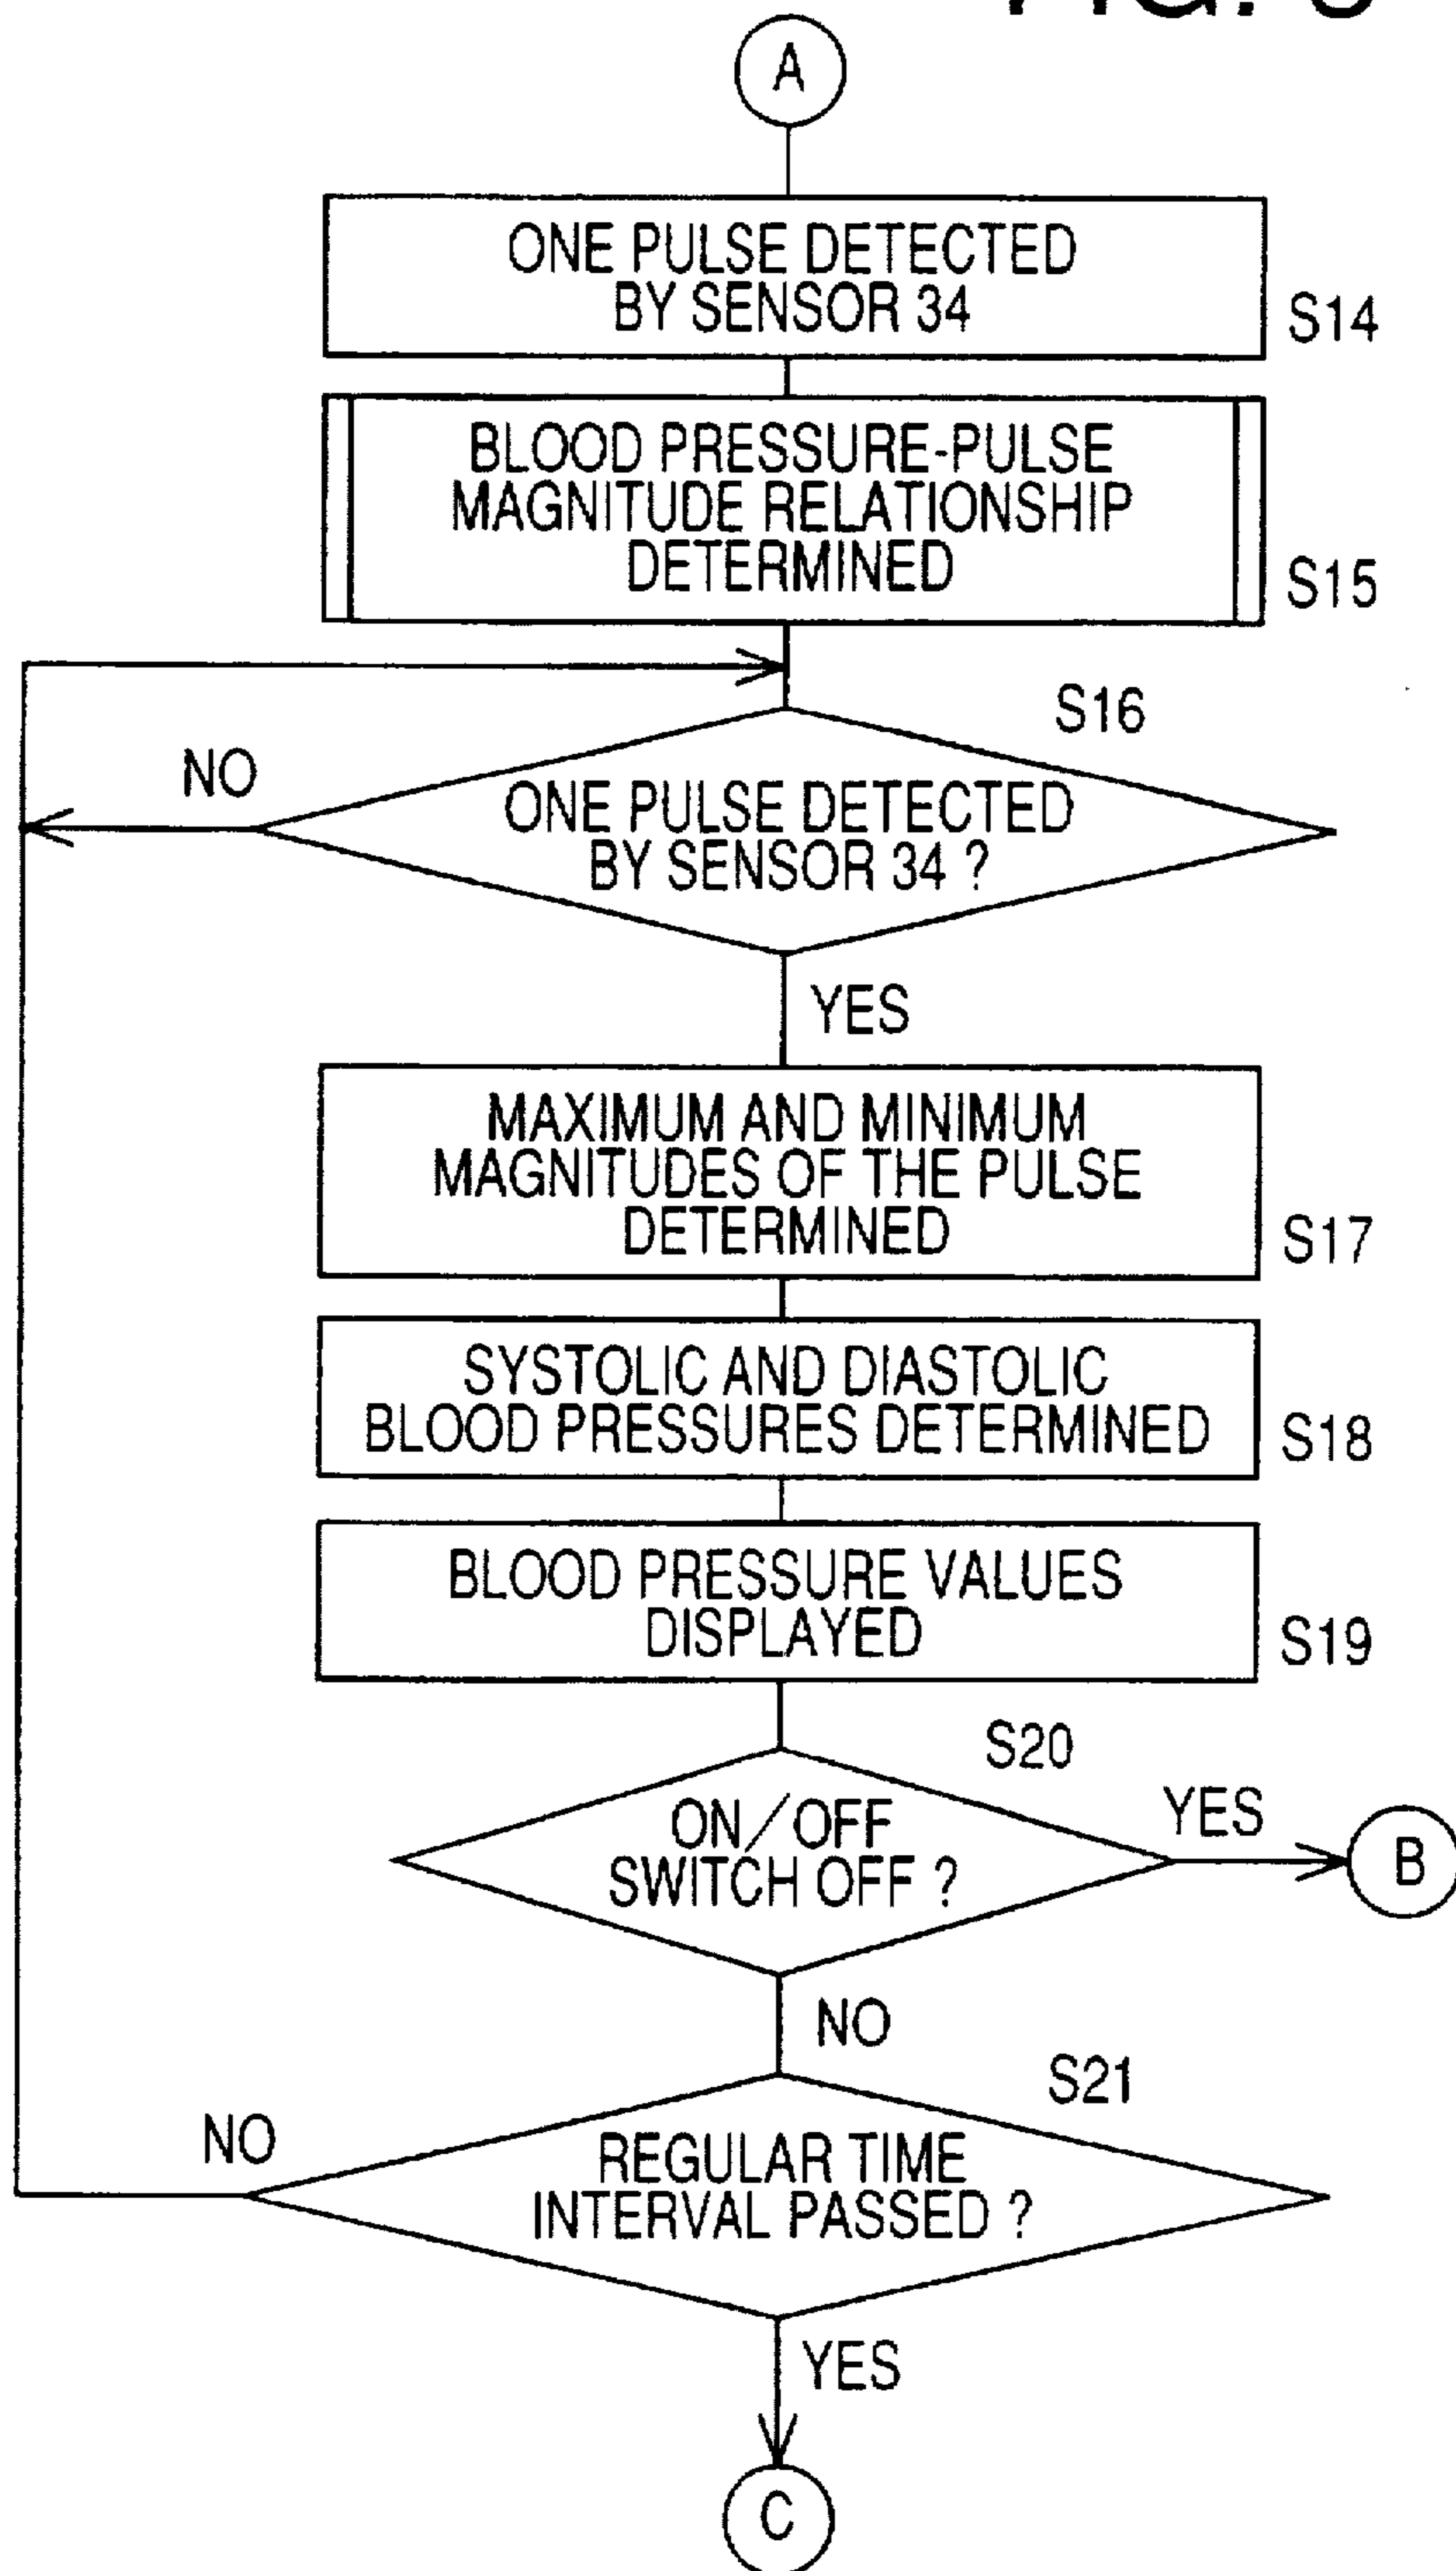 A
ONE PULSE DETECTED
BY SENSOR 34
S14
BLOOD PRESSURE-PULSE
MAGNITUDE RELATIONSHIP
DETERMINED
S15
S16
NO
ONE PULSE DETECTED
BY SENSOR 34 ?
YES
MAXIMUM AND MINIMUM
MAGNITUDES OF THE PULSE
DETERMINED
S17
SYSTOLIC AND DIASTOLIC
BLOOD PRESSURES DETERMINED
S18
BLOOD PRESSURE VALUES
DISPLAYED
S19
S20
ON/OFF
SWITCH OFF ?
YES
B
NO
S21
NO
REGULAR TIME
INTERVAL PASSED ?
YES
C